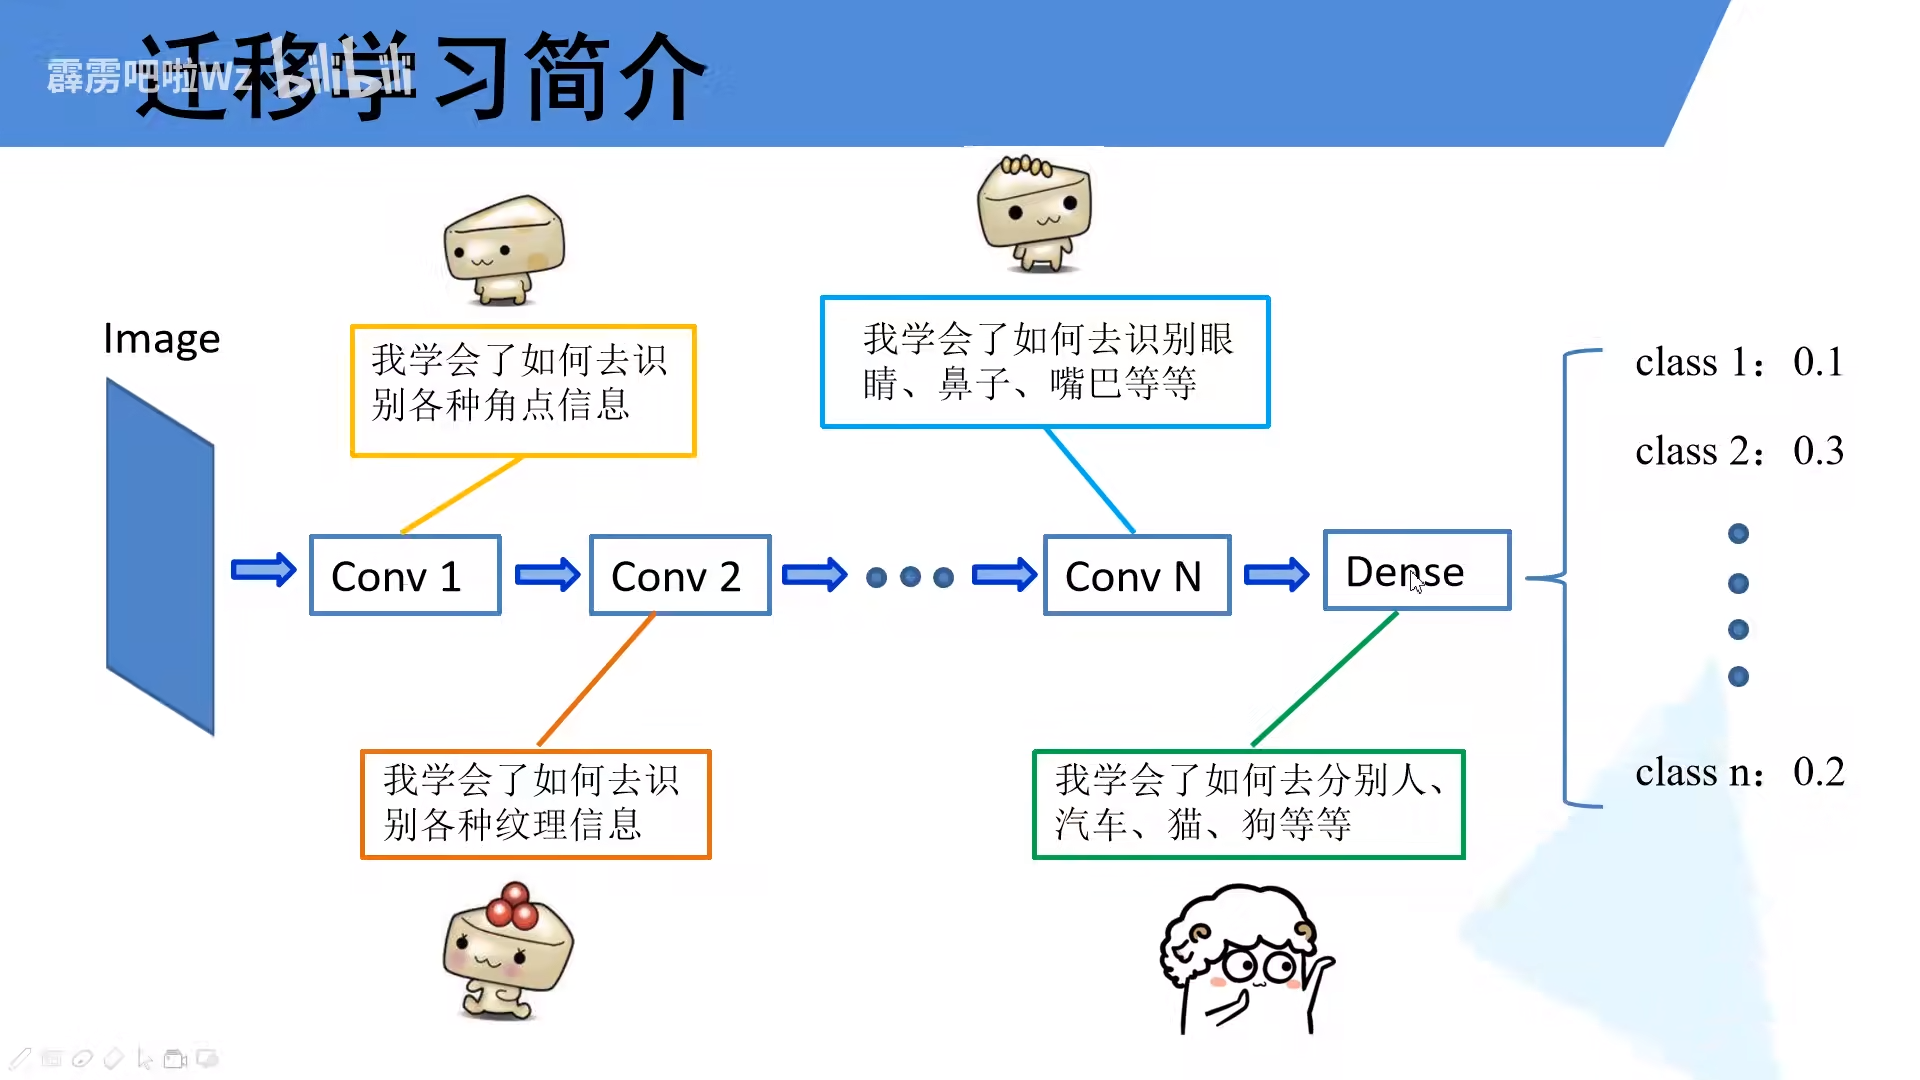 迁移学习简介
霹雳吧啦Wz bilibili
Image
我学会了如何去识
别各种角点信息
我学会了如何去识别眼
睛、鼻子、嘴巴等等
class 1：0.1
class 2：0.3
Conv 1
Conv 2
Conv N
Dense
我学会了如何去识
别各种纹理信息
我学会了如何去分别人、
汽车、猫、狗等等
class n：0.2